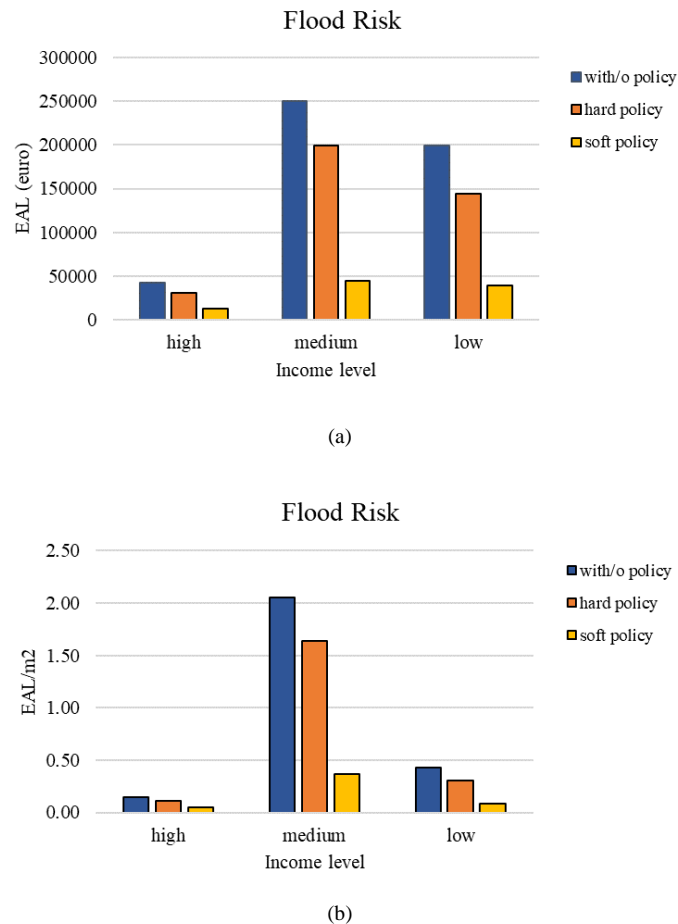 Flood Risk
300000
250000
200000
150000
100000
50000
0
EAL (euro)
high
medium
low
Income level
with/o policy
hard policy
soft policy
(a)
Flood Risk
2.50
2.00
1.50
1.00
0.50
0.00
EAL/m2
high
medium
low
Income level
with/o policy
hard policy
soft policy
(b)